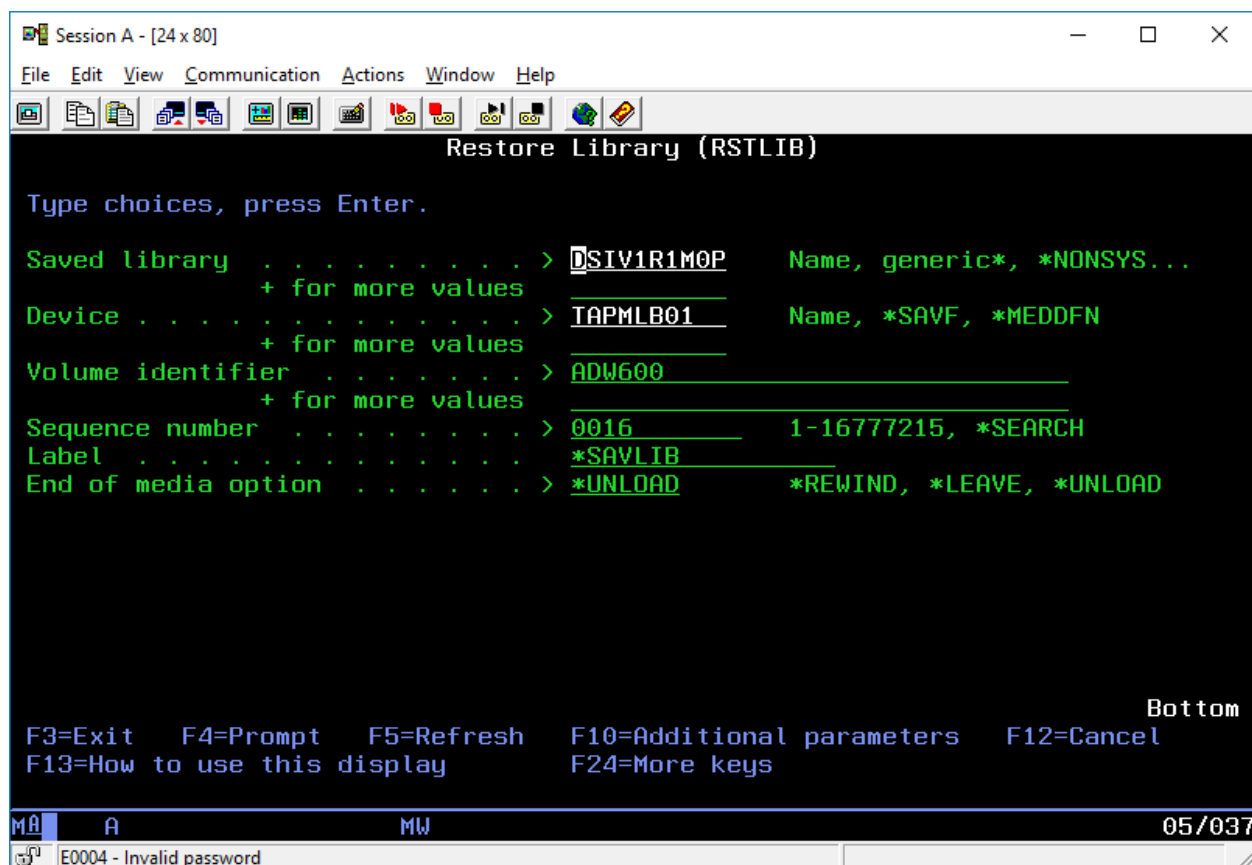 Session A - [24 x 80]
File Edit View Communication Actions Window Help
Restore Library (RSTLIB)
Type choices, press Enter.
Saved library . . . . . . . . . > DSIV1R1M0P Name, generic*, *NONSYS...
+ for more values
Device . . . . . . . . . . . . . > TAPMLB01 Name, *SAVF, *MEDDFN
+ for more values
Volume identifier . . . . . . . > ADW600
+ for more values
Sequence number . . . . . . . . > 0016 1-16777215, *SEARCH
Label . . . . . . . . . . . . . *SAVLIB
End of media option . . . . . . > *UNLOAD *REWIND, *LEAVE, *UNLOAD
Bottom
F3=Exit F4=Prompt F5=Refresh F10=Additional parameters F12=Cancel
F13=How to use this display F24=More keys
MA A MW 05/037
E0004 - Invalid password